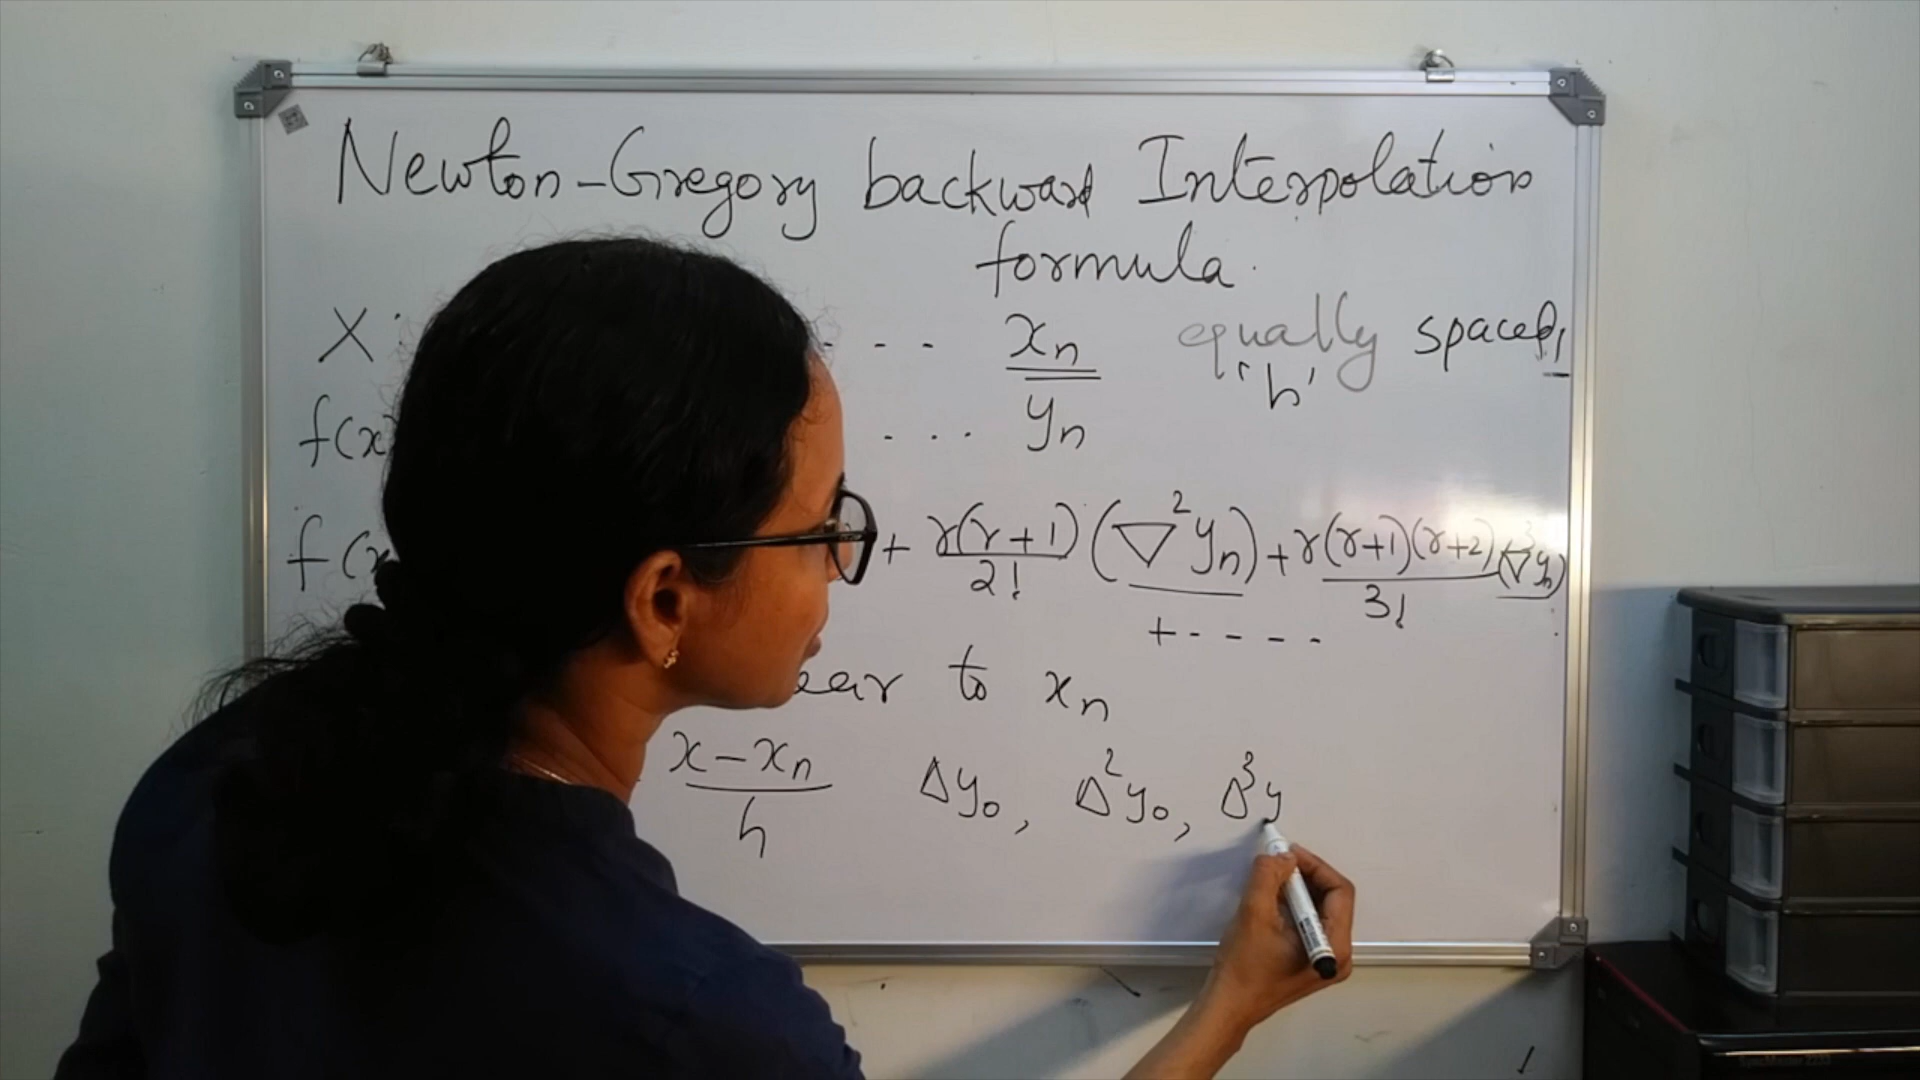 Newton-Gregory backward Interpolation
formula.
X : - - - xₙ equally spaced,
'h'
f(x) . . . yₙ
f(x + r(r+1)/2! (∇²yₙ) + r(r+1)(r+2)/3! (∇³yₙ)
+ - - - -
to xₙ
x-xₙ/h Δy₀, Δ²y₀, Δ³y